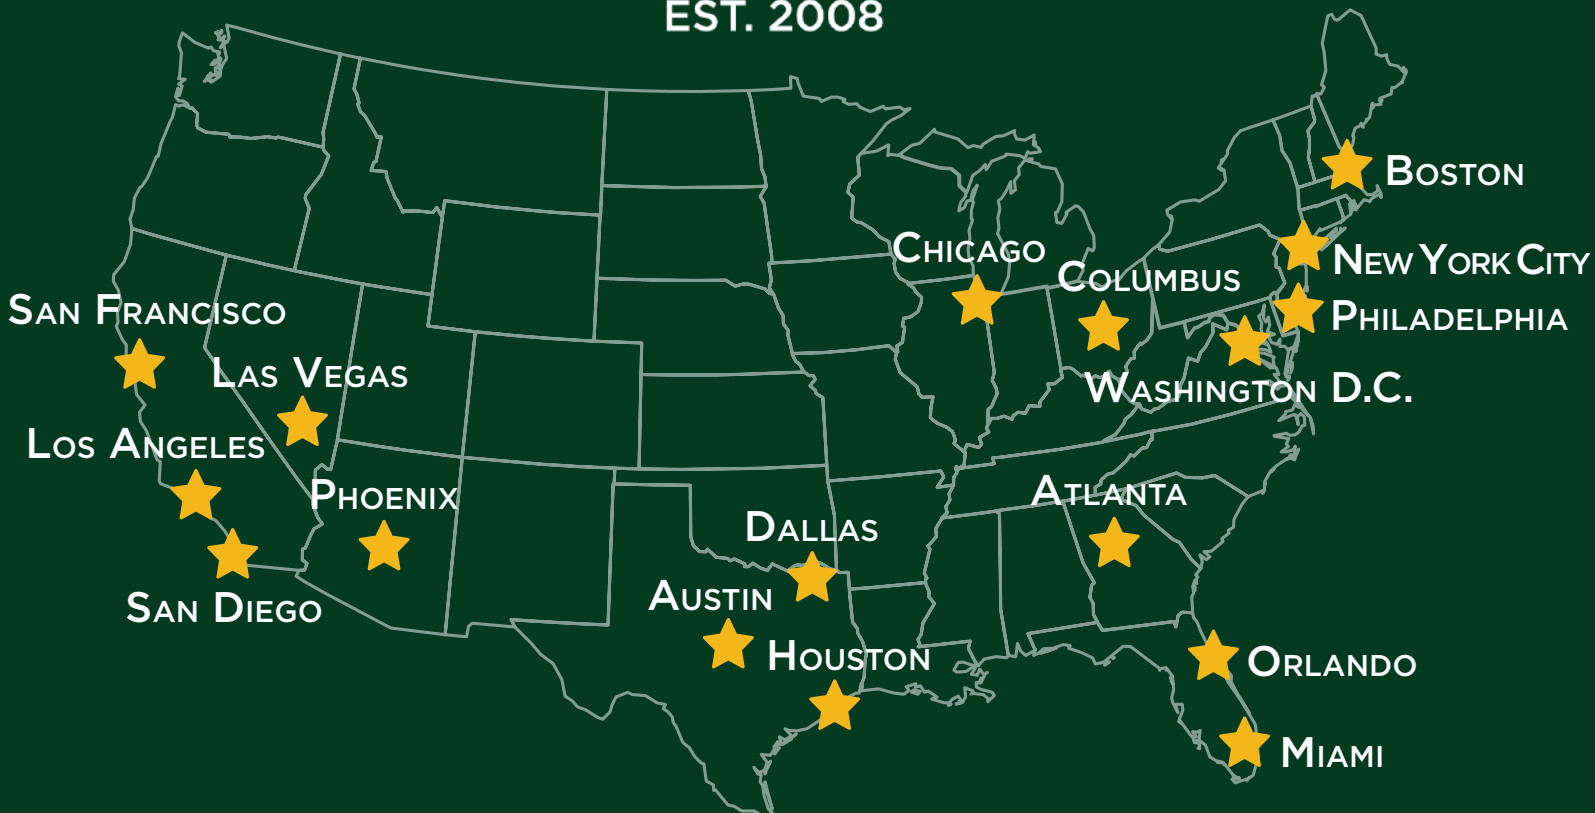 EST. 2008
BOSTON
CHICAGO
NEW YORK CITY
COLUMBUS
SAN FRANCISCO
PHILADELPHIA
LAS VEGAS
WASHINGTON D.C.
LOS ANGELES
PHOENIX
ATLANTA
DALLAS
AUSTIN
SAN DIEGO
HOUSTON
ORLANDO
MIAMI